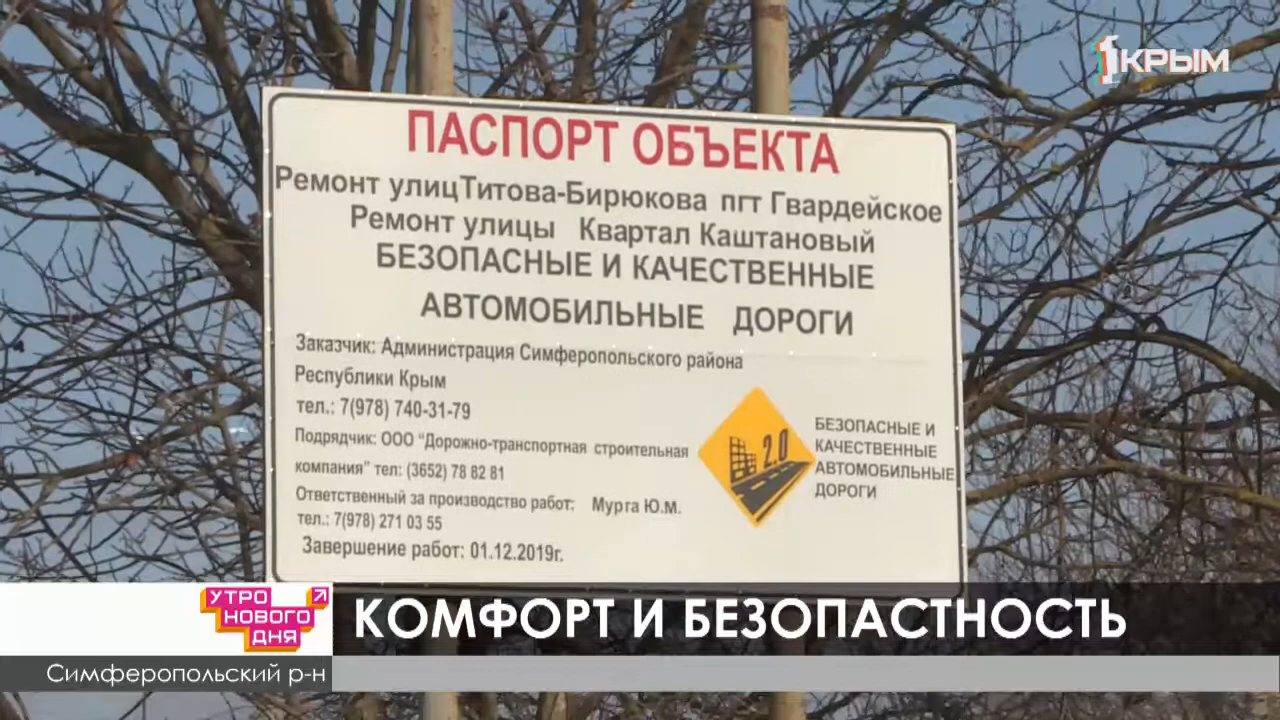 1КРЫМ
ПАСПОРТ ОБЪЕКТА
Ремонт улицТитова-Бирюкова пгт Гвардейское
Ремонт улицы Квартал Каштановый
БЕЗОПАСНЫЕ И КАЧЕСТВЕННЫЕ
АВТОМОБИЛЬНЫЕ ДОРОГИ
Заказчик: Администрация Симферопольского района
Республики Крым
тел.: 7(978) 740-31-79
Подрядчик: ООО “Дорожно-транспортная строительная
компания” тел: (3652) 78 82 81
Ответственный за производство работ: Мурга Ю.М.
тел.: 7(978) 271 03 55
Завершение работ: 01.12.2019г.
2.0
БЕЗОПАСНЫЕ И
КАЧЕСТВЕННЫЕ
АВТОМОБИЛЬНЫЕ
ДОРОГИ
УТРО
НОВОГО
ДНЯ
КОМФОРТ И БЕЗОПАСТНОСТЬ
Симферопольский р-н